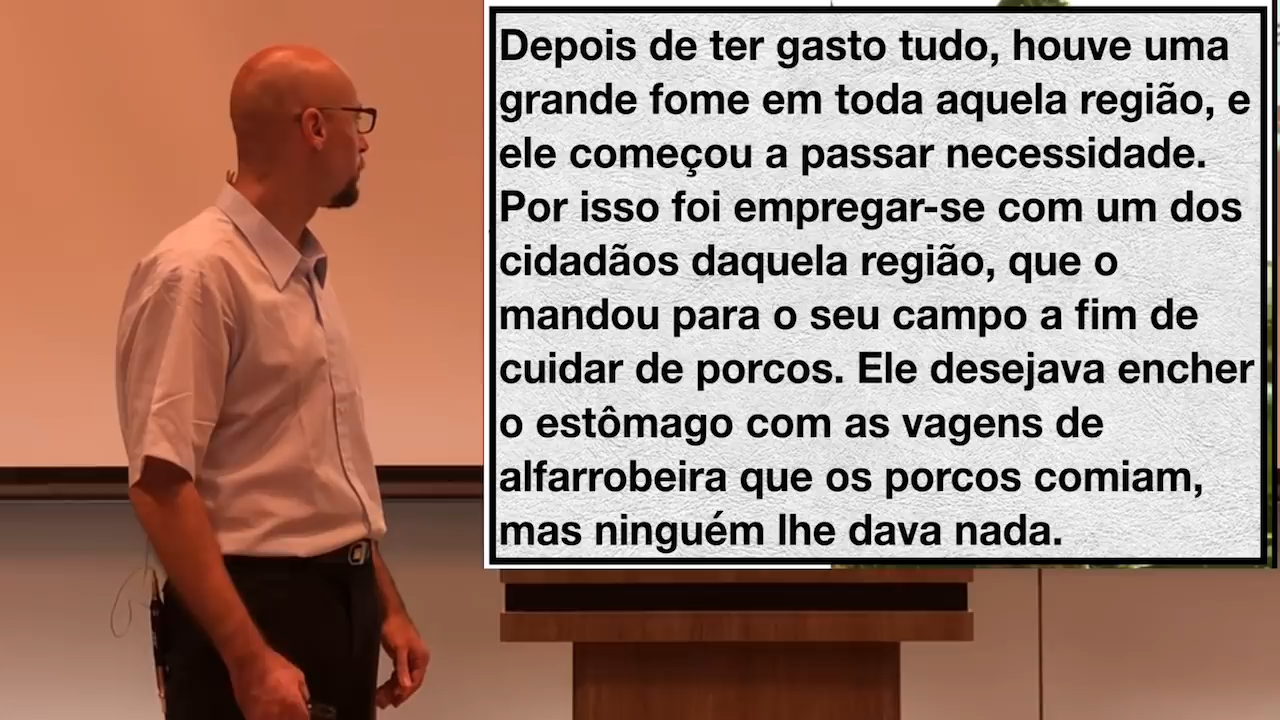 Depois de ter gasto tudo, houve uma
grande fome em toda aquela região, e
ele começou a passar necessidade.
Por isso foi empregar-se com um dos
cidadãos daquela região, que o
mandou para o seu campo a fim de
cuidar de porcos. Ele desejava encher
o estômago com as vagens de
alfarrobeira que os porcos comiam,
mas ninguém lhe dava nada.